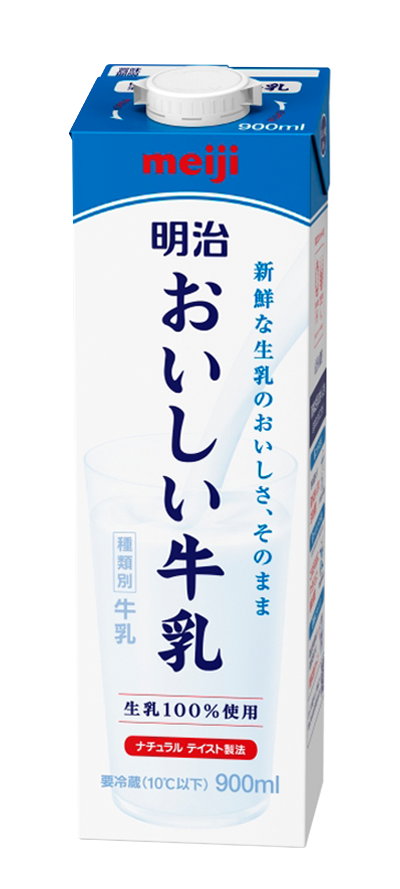 900ml
meiji
明治
おいしい牛乳
新鮮な生乳のおいしさ、そのまま
種類別
牛乳
生乳100%使用
ナチュラル テイスト製法
要冷蔵(10℃以下) 900ml